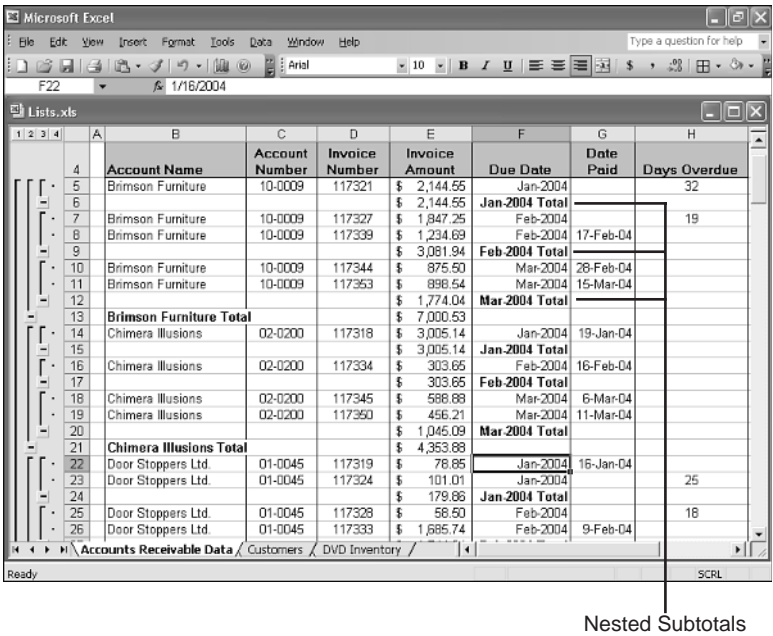 Microsoft Excel
File Edit View Insert Format Tools Data Window Help Type a question for help
Arial 10 B I U $ ,
F22 fx 1/16/2004
Lists.xls
1 2 3 4 A B C D E F G H
4 Account Name Account Number Invoice Number Invoice Amount Due Date Date Paid Days Overdue
5 Brimson Furniture 10-0009 117321 $ 2,144.55 Jan-2004 32
6 $ 2,144.55 Jan-2004 Total
7 Brimson Furniture 10-0009 117327 $ 1,847.25 Feb-2004 19
8 Brimson Furniture 10-0009 117339 $ 1,234.69 Feb-2004 17-Feb-04
9 $ 3,081.94 Feb-2004 Total
10 Brimson Furniture 10-0009 117344 $ 875.50 Mar-2004 28-Feb-04
11 Brimson Furniture 10-0009 117353 $ 898.54 Mar-2004 15-Mar-04
12 $ 1,774.04 Mar-2004 Total
13 Brimson Furniture Total $ 7,000.53
14 Chimera Illusions 02-0200 117318 $ 3,005.14 Jan-2004 19-Jan-04
15 $ 3,005.14 Jan-2004 Total
16 Chimera Illusions 02-0200 117334 $ 303.65 Feb-2004 16-Feb-04
17 $ 303.65 Feb-2004 Total
18 Chimera Illusions 02-0200 117345 $ 588.88 Mar-2004 6-Mar-04
19 Chimera Illusions 02-0200 117350 $ 456.21 Mar-2004 11-Mar-04
20 $ 1,045.09 Mar-2004 Total
21 Chimera Illusions Total $ 4,353.88
22 Door Stoppers Ltd. 01-0045 117319 $ 78.85 Jan-2004 16-Jan-04
23 Door Stoppers Ltd. 01-0045 117324 $ 101.01 Jan-2004 25
24 $ 179.86 Jan-2004 Total
25 Door Stoppers Ltd. 01-0045 117328 $ 58.50 Feb-2004 18
26 Door Stoppers Ltd. 01-0045 117333 $ 1,685.74 Feb-2004 9-Feb-04
Accounts Receivable Data Customers DVD Inventory
Ready SCRL
Nested Subtotals